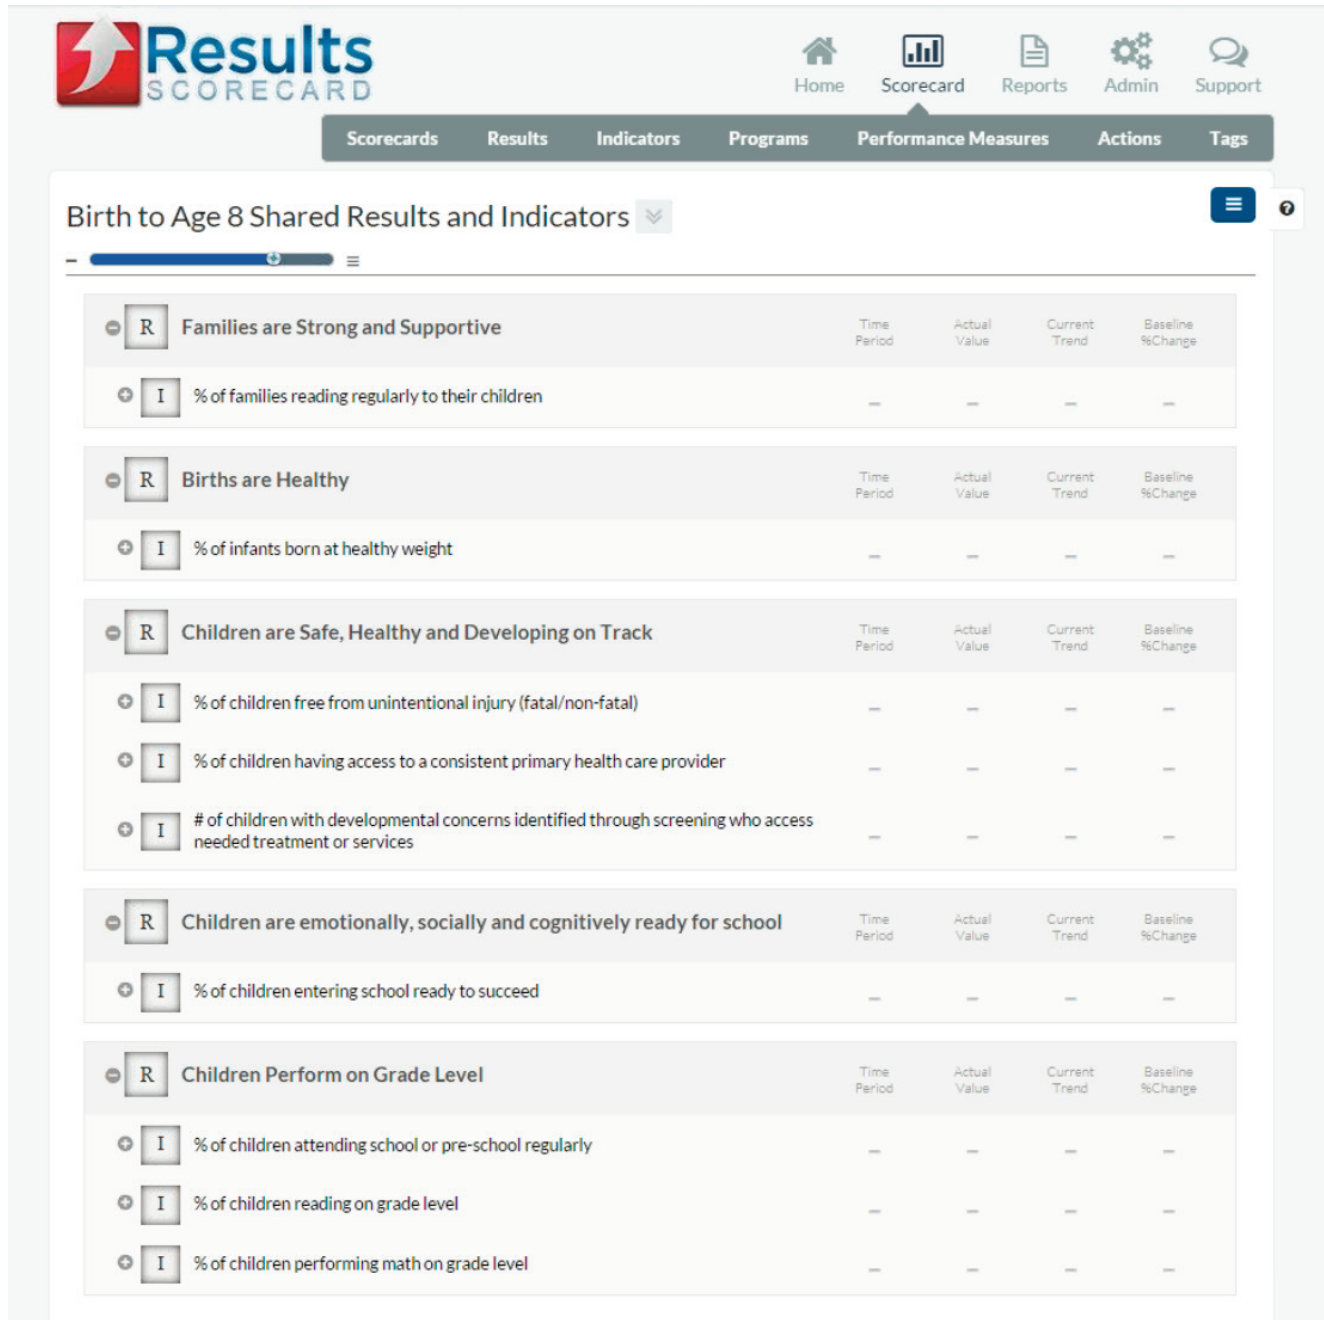 Results
SCORECARD
Home Scorecard Reports Admin Support
Scorecards Results Indicators Programs Performance Measures Actions Tags
Birth to Age 8 Shared Results and Indicators
R Families are Strong and Supportive Time Period Actual Value Current Trend Baseline %Change
I % of families reading regularly to their children – – – –
R Births are Healthy Time Period Actual Value Current Trend Baseline %Change
I % of infants born at healthy weight – – – –
R Children are Safe, Healthy and Developing on Track Time Period Actual Value Current Trend Baseline %Change
I % of children free from unintentional injury (fatal/non-fatal) – – – –
I % of children having access to a consistent primary health care provider – – – –
I # of children with developmental concerns identified through screening who access
needed treatment or services – – – –
R Children are emotionally, socially and cognitively ready for school Time Period Actual Value Current Trend Baseline %Change
I % of children entering school ready to succeed – – – –
R Children Perform on Grade Level Time Period Actual Value Current Trend Baseline %Change
I % of children attending school or pre-school regularly – – – –
I % of children reading on grade level – – – –
I % of children performing math on grade level – – – –